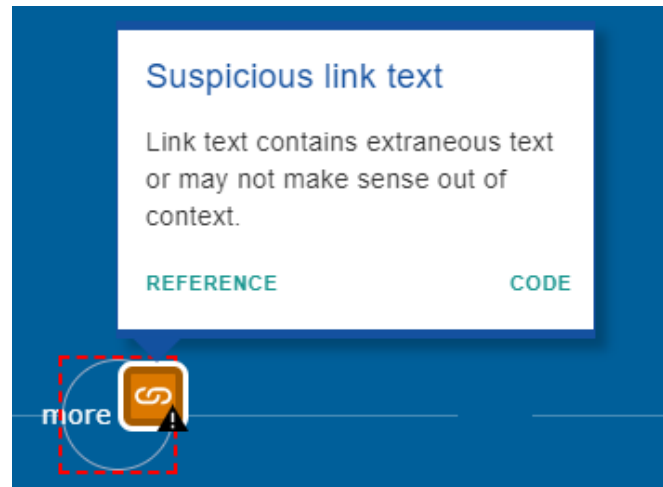 Suspicious link text
Link text contains extraneous text
or may not make sense out of
context.
REFERENCE CODE
more